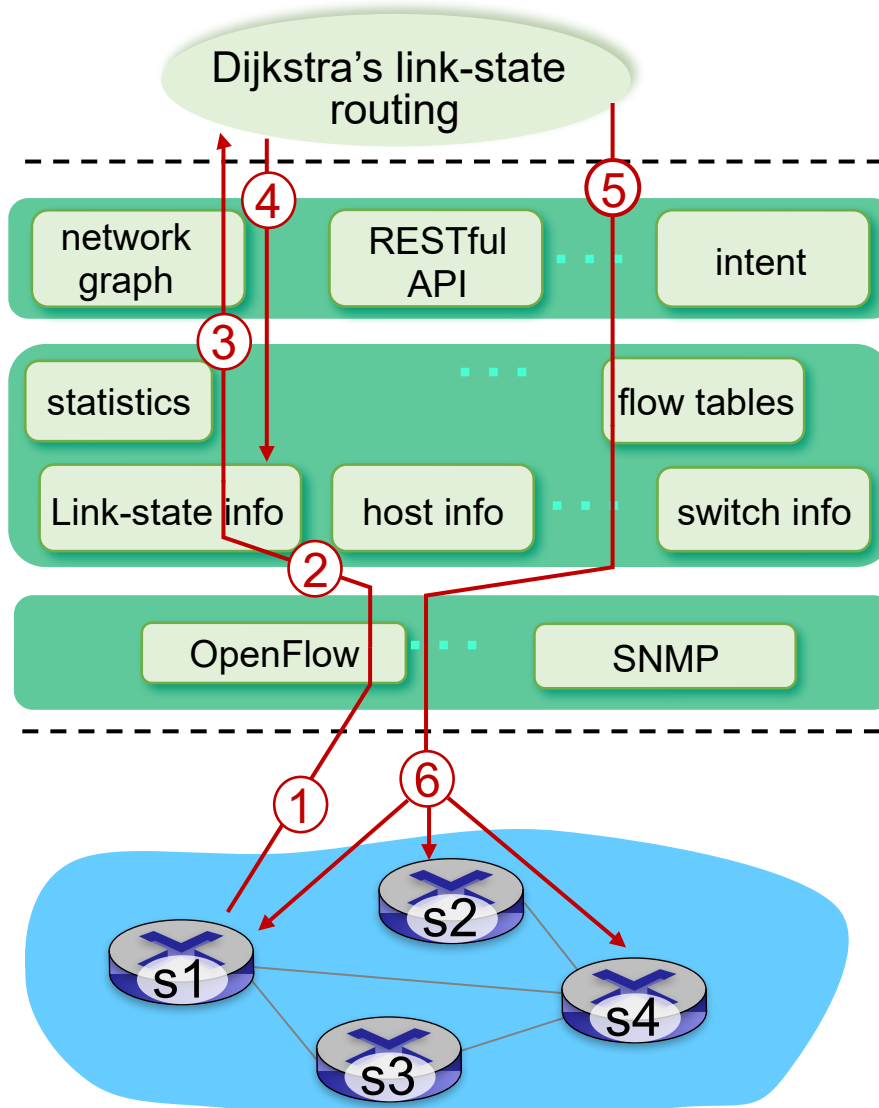 Dijkstra’s link-state
routing
4
5
network
graph
RESTful
API
intent
3
statistics
flow tables
Link-state info
host info
switch info
2
OpenFlow
SNMP
1
6
s2
s1
s4
s3